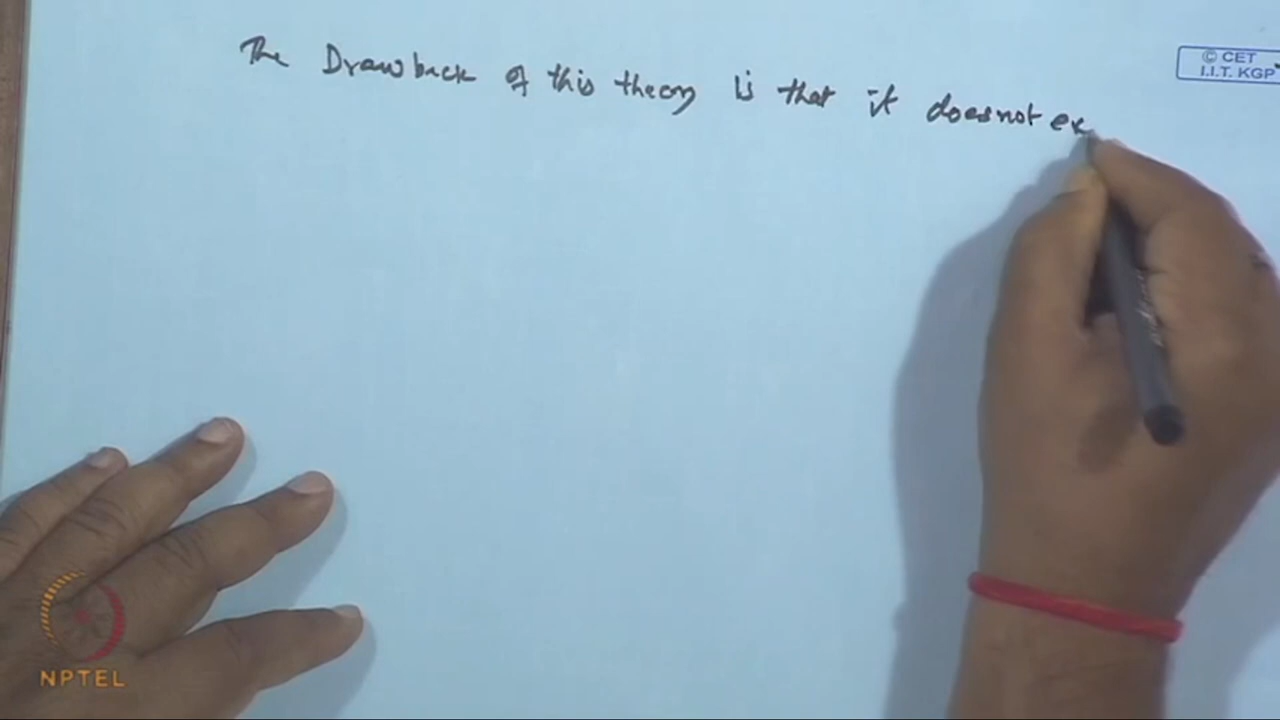 The Drawback of this theory is that it doesnot ex
© CET
I.I.T. KGP
NPTEL